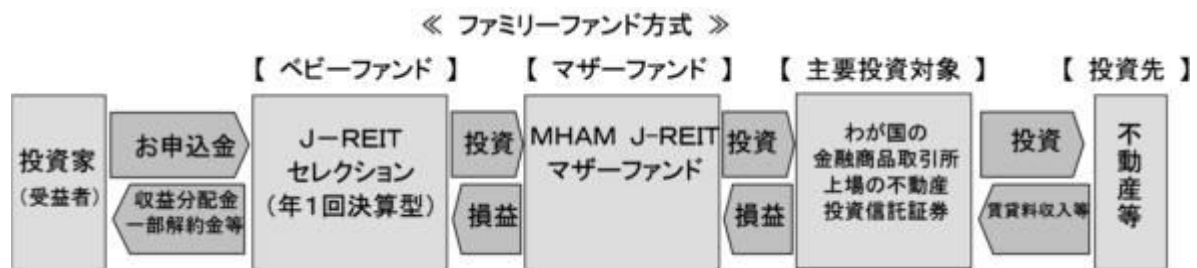 ≪ ファミリーファンド方式 ≫
【 ベビーファンド 】
【 マザーファンド 】
【 主要投資対象 】
【 投資先 】
投資家
(受益者)
お申込金
収益分配金
一部解約金等
J-REIT
セレクション
(年1回決算型)
投資
損益
MHAM J-REIT
マザーファンド
投資
損益
わが国の
金融商品取引所
上場の不動産
投資信託証券
投資
賃貸料収入等
不動産等